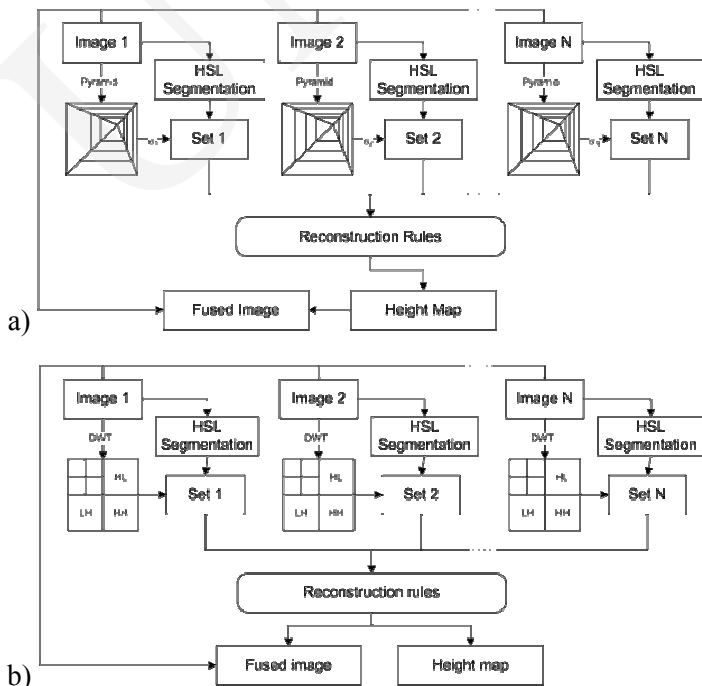 Image 1
Image 2
Image N
HSL Segmentation
HSL Segmentation
HSL Segmentation
Pyramid
Pyramid
Set 1
Set 2
Set N
Reconstruction Rules
Fused Image
Height Map
a)
Image 1
Image 2
Image N
DWT
HSL Segmentation
DWT
HSL Segmentation
DWT
HSL Segmentation
HL
LH
HH
Set 1
HL
LH
HH
Set 2
HL
LH
HH
Set N
Reconstruction rules
Fused image
Height map
b)